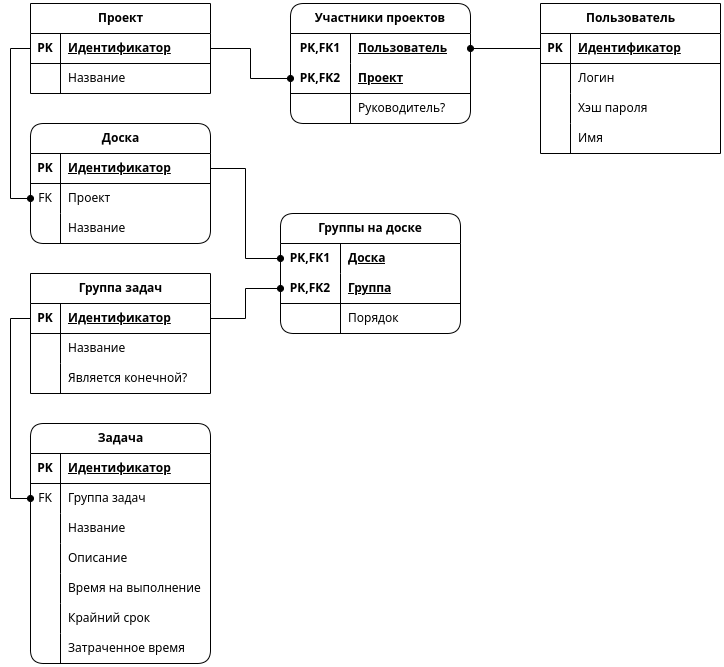 Проект
PK Идентификатор
Название
Участники проектов
PK,FK1 Пользователь
PK,FK2 Проект
Руководитель?
Пользователь
PK Идентификатор
Логин
Хэш пароля
Имя
Доска
PK Идентификатор
FK Проект
Название
Группы на доске
PK,FK1 Доска
PK,FK2 Группа
Порядок
Группа задач
PK Идентификатор
Название
Является конечной?
Задача
PK Идентификатор
FK Группа задач
Название
Описание
Время на выполнение
Крайний срок
Затраченное время